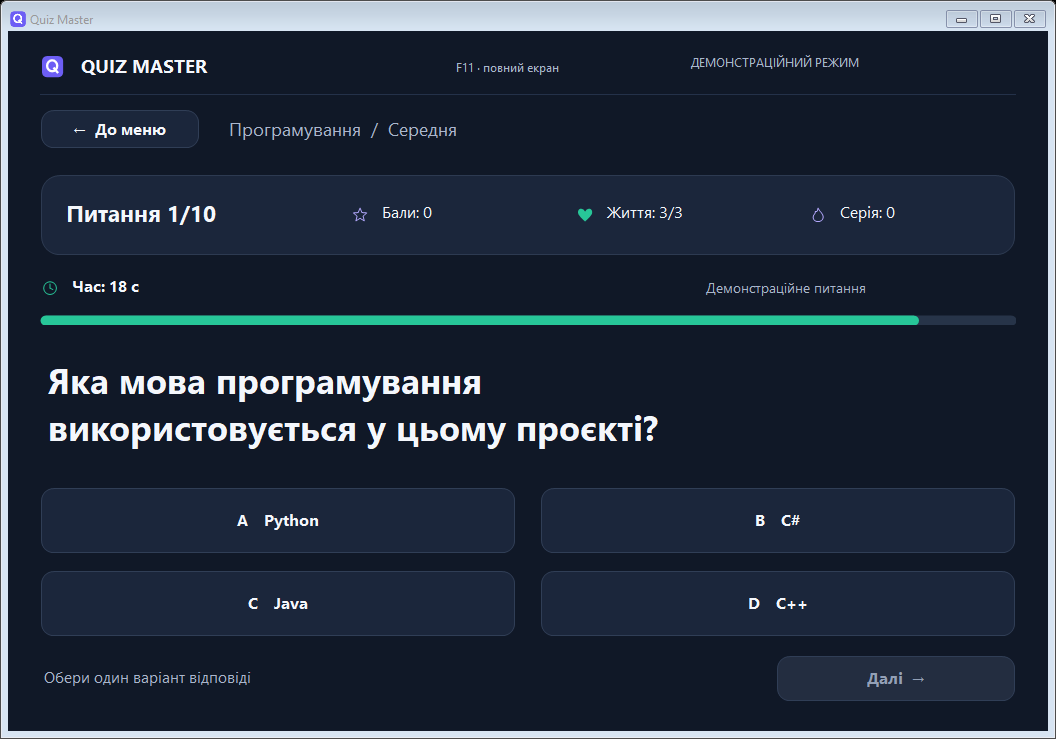 Quiz Master
QUIZ MASTER
F11 · повний екран
ДЕМОНСТРАЦІЙНИЙ РЕЖИМ
← До меню
Програмування / Середня
Питання 1/10
Бали: 0
Життя: 3/3
Серія: 0
Час: 18 с
Демонстраційне питання
Яка мова програмування
використовується у цьому проєкті?
A Python
B C#
C Java
D C++
Обери один варіант відповіді
Далі →